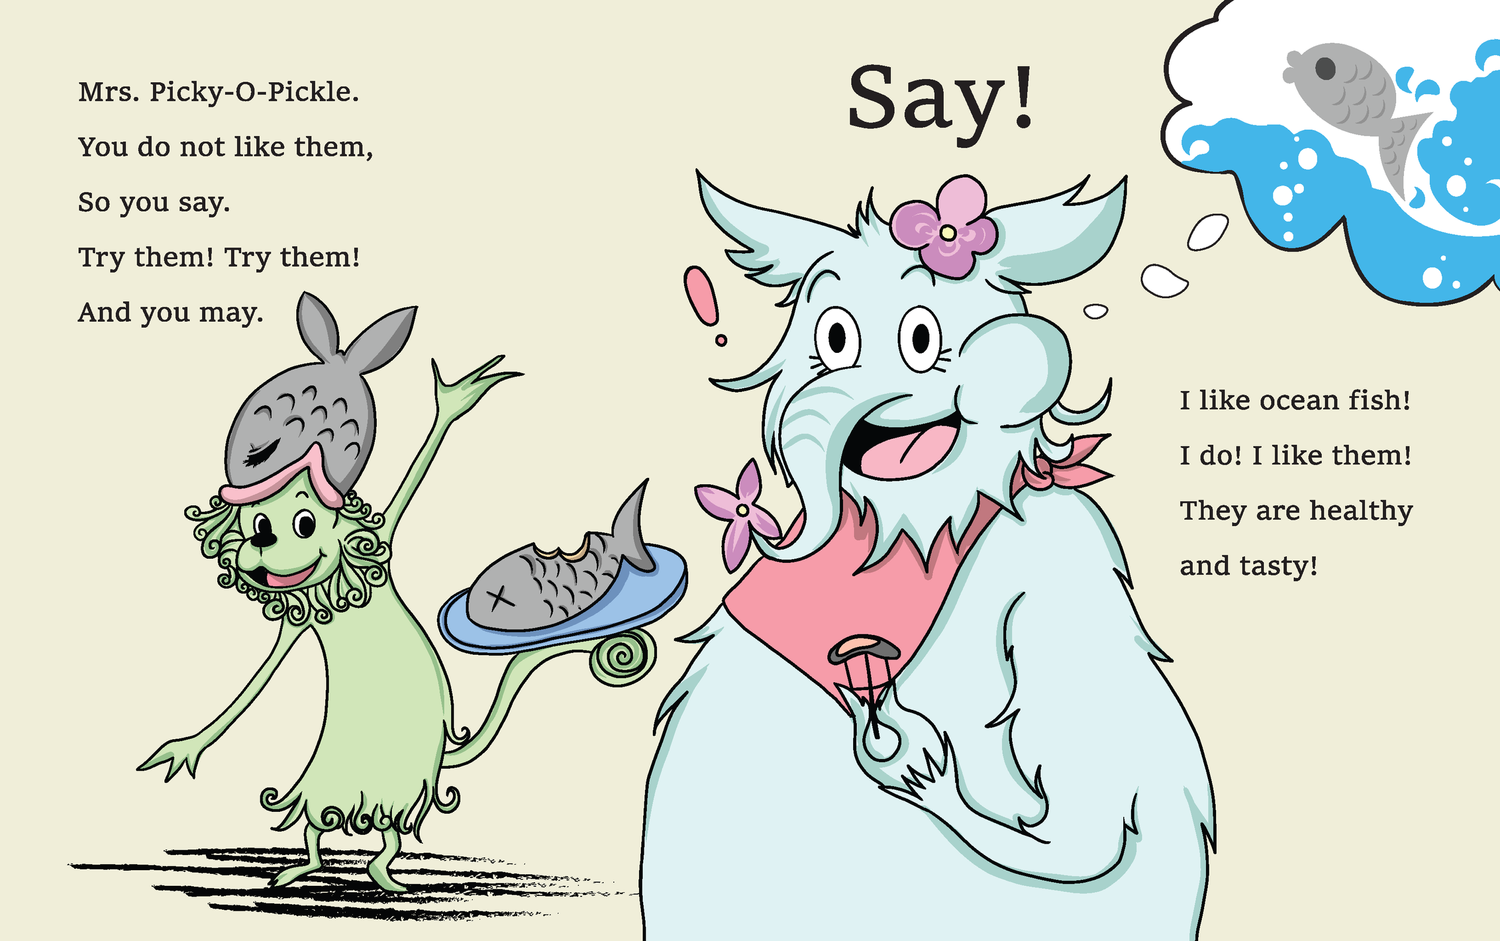 Mrs. Picky-O-Pickle.
You do not like them,
So you say.
Try them! Try them!
And you may.
Say!
I like ocean fish!
I do! I like them!
They are healthy
and tasty!